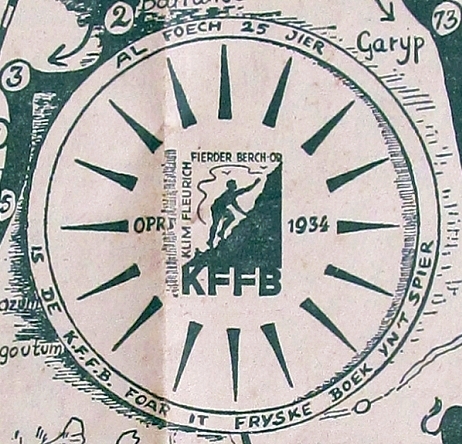 2
73
Garyp
3
AL FOECH 25 JIER
FIERDER BERCH-OP
KLIM FLEURICH
OPR
1934
KFFB
5
IS DE K.F.F.B. FOAR IT FRYSKE BOEK YN'T SPIER
goutum